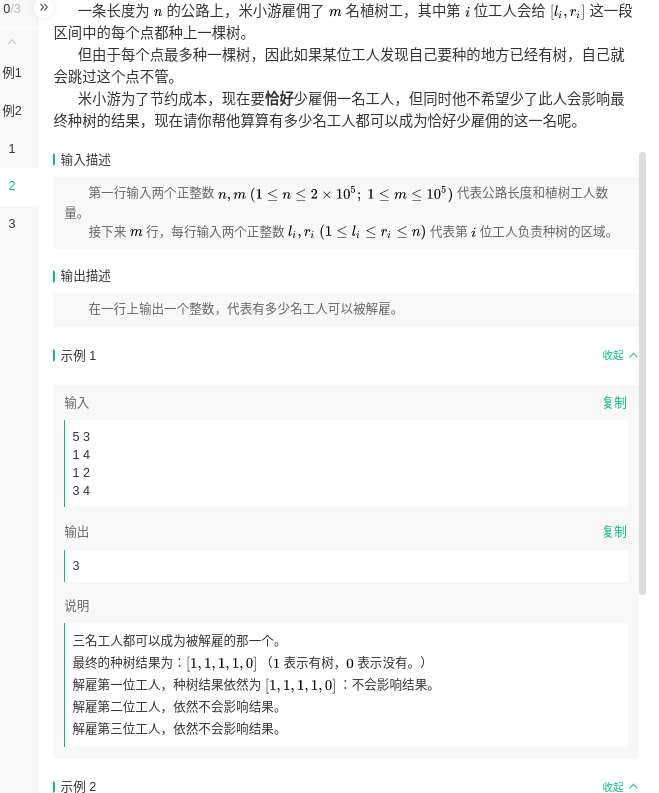 0/3
»
例1
例2
1
2
3
一条长度为 n 的公路上，米小游雇佣了 m 名植树工，其中第 i 位工人会给 [lᵢ, rᵢ] 这一段
区间中的每个点都种上一棵树。
但由于每个点最多种一棵树，因此如果某位工人发现自己要种的地方已经有树，自己就
会跳过这个点不管。
米小游为了节约成本，现在要恰好少雇佣一名工人，但同时他不希望少了此人会影响最
终种树的结果，现在请你帮他算算有多少名工人都可以成为恰好少雇佣的这一名呢。
输入描述
第一行输入两个正整数 n, m (1 ≤ n ≤ 2 × 10⁵; 1 ≤ m ≤ 10⁵) 代表公路长度和植树工人数
量。
接下来 m 行，每行输入两个正整数 lᵢ, rᵢ (1 ≤ lᵢ ≤ rᵢ ≤ n) 代表第 i 位工人负责种树的区域。
输出描述
在一行上输出一个整数，代表有多少名工人可以被解雇。
示例 1 收起
输入 复制
5 3
1 4
1 2
3 4
输出 复制
3
说明
三名工人都可以成为被解雇的那一个。
最终的种树结果为：[1, 1, 1, 1, 0] （1 表示有树，0 表示没有。）
解雇第一位工人，种树结果依然为 [1, 1, 1, 1, 0] ：不会影响结果。
解雇第二位工人，依然不会影响结果。
解雇第三位工人，依然不会影响结果。
示例 2 收起